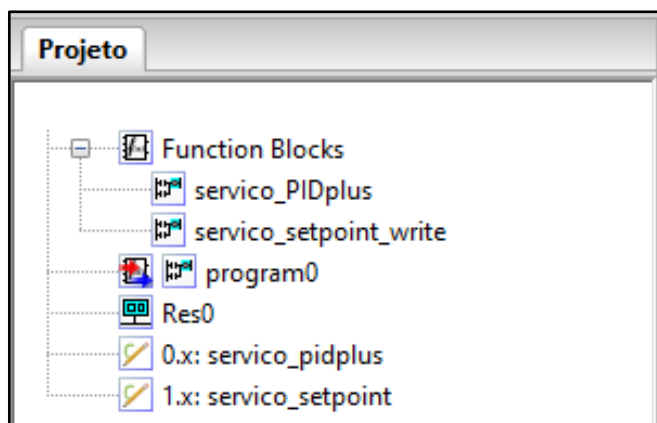 Projeto
Function Blocks
servico_PIDplus
servico_setpoint_write
program0
Res0
0.x: servico_pidplus
1.x: servico_setpoint